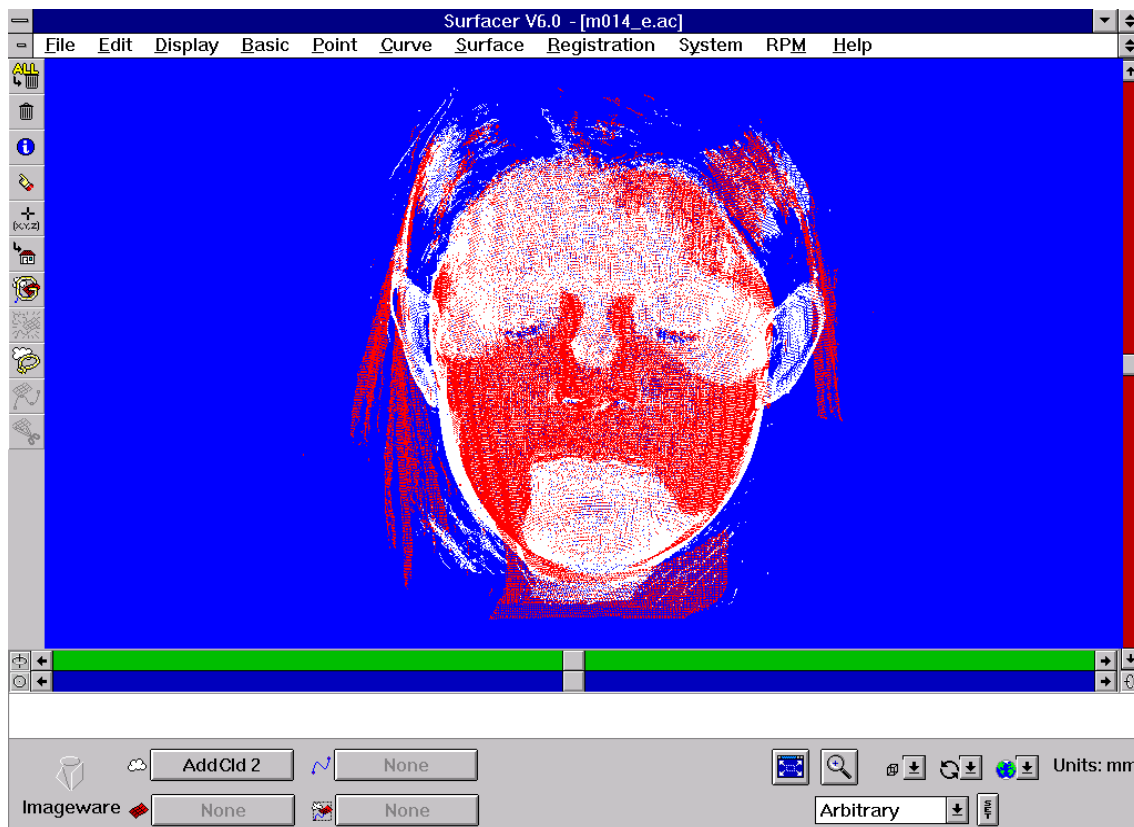 Surfacer V6.0 - [m014_e.ac]
File Edit Display Basic Point Curve Surface Registration System RPM Help
ALL
(X,Y,Z)
AddCld 2 None
Units: mm
Imageware None None
Arbitrary SET